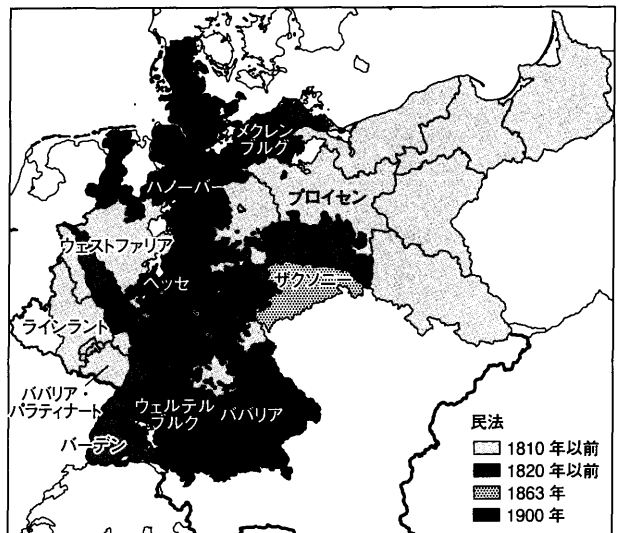 メクレン
ブルグ
ハノーバー
プロイセン
ウェストファリア
ヘッセ
ザクソニー
ラインラント
ババリア・
パラティナート
ウェルテル
ブルク
ババリア
バーデン
民法
1810 年以前
1820 年以前
1863 年
1900 年